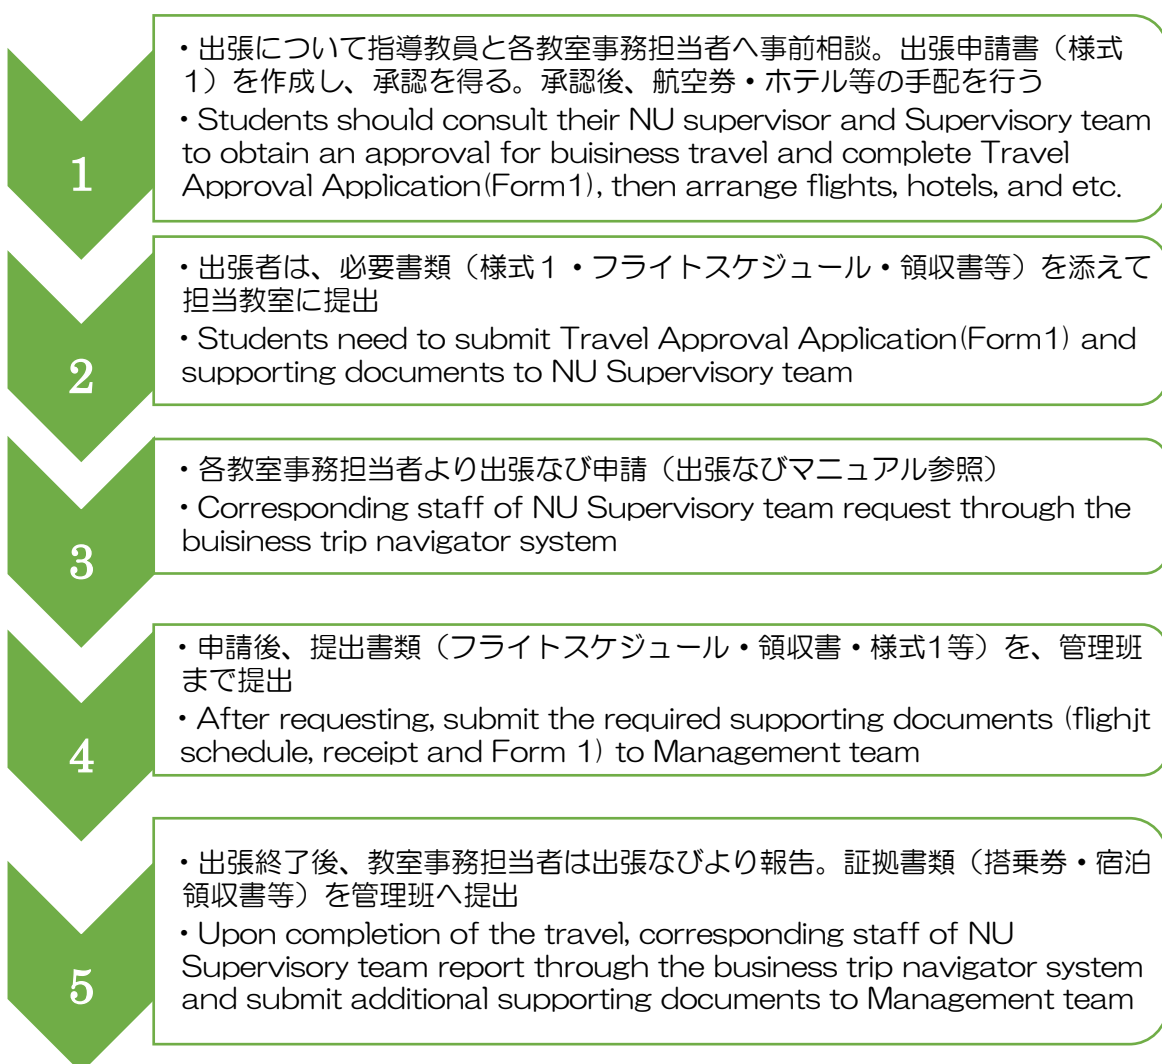 1
・出張について指導教員と各教室事務担当者へ事前相談。出張申請書（様式
1）を作成し、承認を得る。承認後、航空券・ホテル等の手配を行う
・Students should consult their NU supervisor and Supervisory team
to obtain an approval for buisiness travel and complete Travel
Approval Application(Form1), then arrange flights, hotels, and etc.
2
・出張者は、必要書類（様式１・フライトスケジュール・領収書等）を添えて
担当教室に提出
・Students need to submit Travel Approval Application(Form1) and
supporting documents to NU Supervisory team
3
・各教室事務担当者より出張なび申請（出張なびマニュアル参照）
・Corresponding staff of NU Supervisory team request through the
buisiness trip navigator system
4
・申請後、提出書類（フライトスケジュール・領収書・様式1等）を、管理班
まで提出
・After requesting, submit the required supporting documents (flighjt
schedule, receipt and Form 1) to Management team
5
・出張終了後、教室事務担当者は出張なびより報告。証拠書類（搭乗券・宿泊
領収書等）を管理班へ提出
・Upon completion of the travel, corresponding staff of NU
Supervisory team report through the business trip navigator system
and submit additional supporting documents to Management team